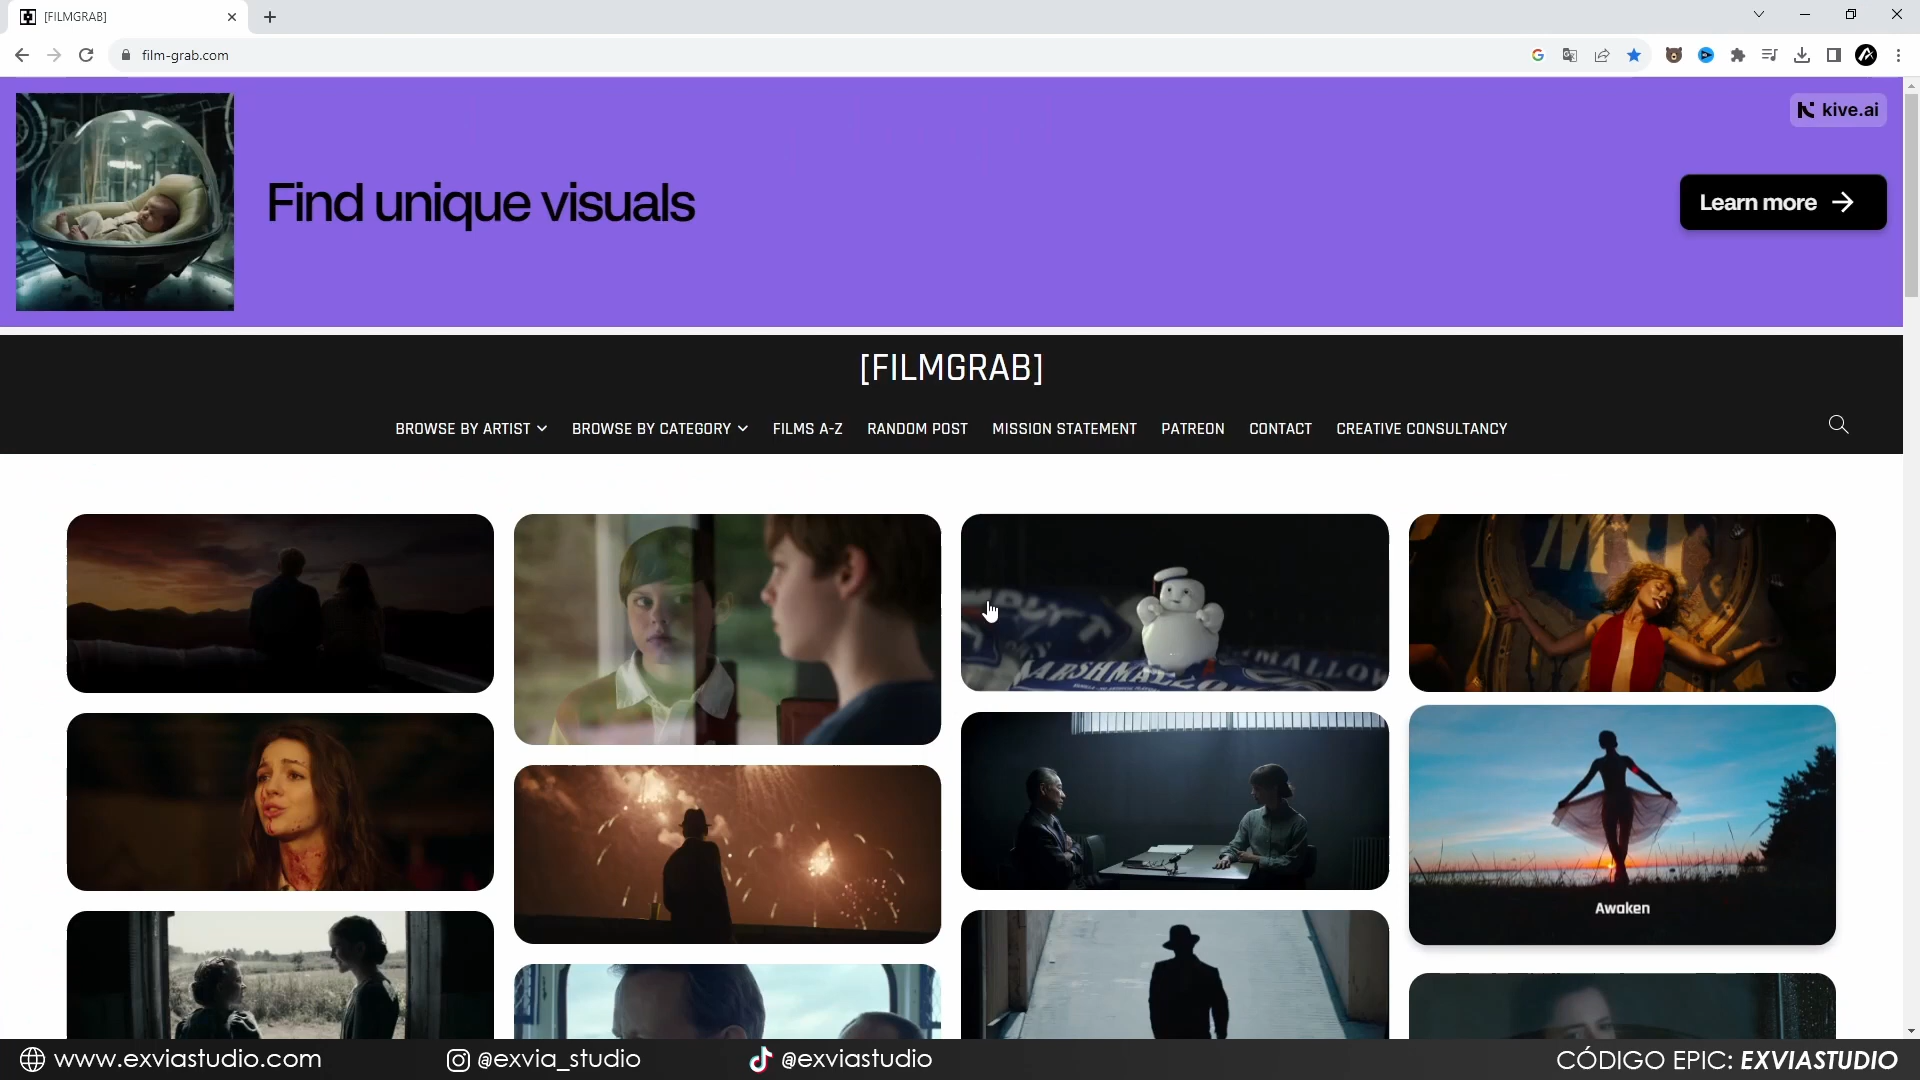 [FILMGRAB]
film-grab.com
kive.ai
Find unique visuals
Learn more
[FILMGRAB]
BROWSE BY ARTIST BROWSE BY CATEGORY FILMS A-Z RANDOM POST MISSION STATEMENT PATREON CONTACT CREATIVE CONSULTANCY
Awaken
www.exviastudio.com @exvia_studio @exviastudio CÓDIGO EPIC: EXVIASTUDIO